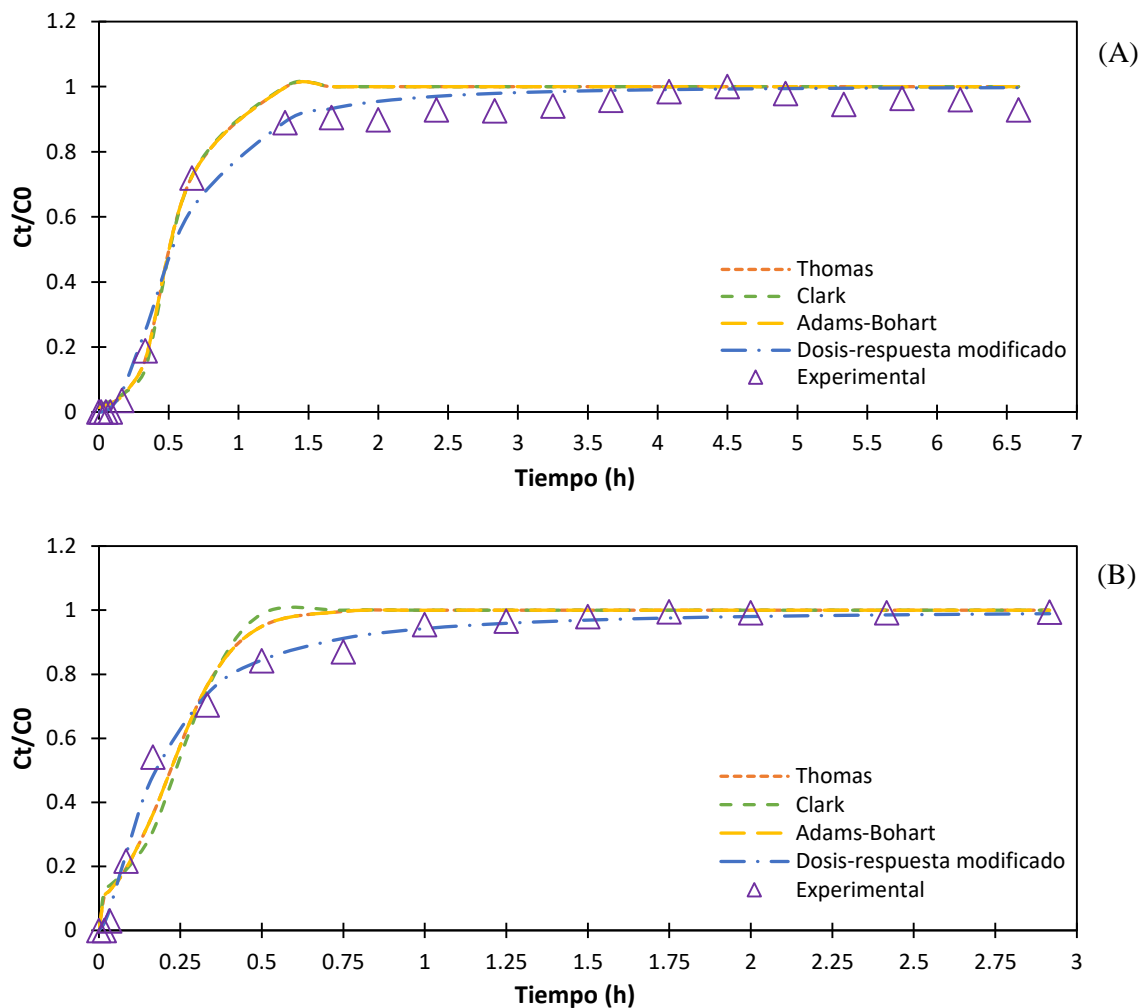 (A)
Ct/C0
1.2
1
0.8
0.6
0.4
0.2
0
0 0.5 1 1.5 2 2.5 3 3.5 4 4.5 5 5.5 6 6.5 7
Tiempo (h)
Thomas
Clark
Adams-Bohart
Dosis-respuesta modificado
Experimental
(B)
Ct/C0
1.2
1
0.8
0.6
0.4
0.2
0
0 0.25 0.5 0.75 1 1.25 1.5 1.75 2 2.25 2.5 2.75 3
Tiempo (h)
Thomas
Clark
Adams-Bohart
Dosis-respuesta modificado
Experimental